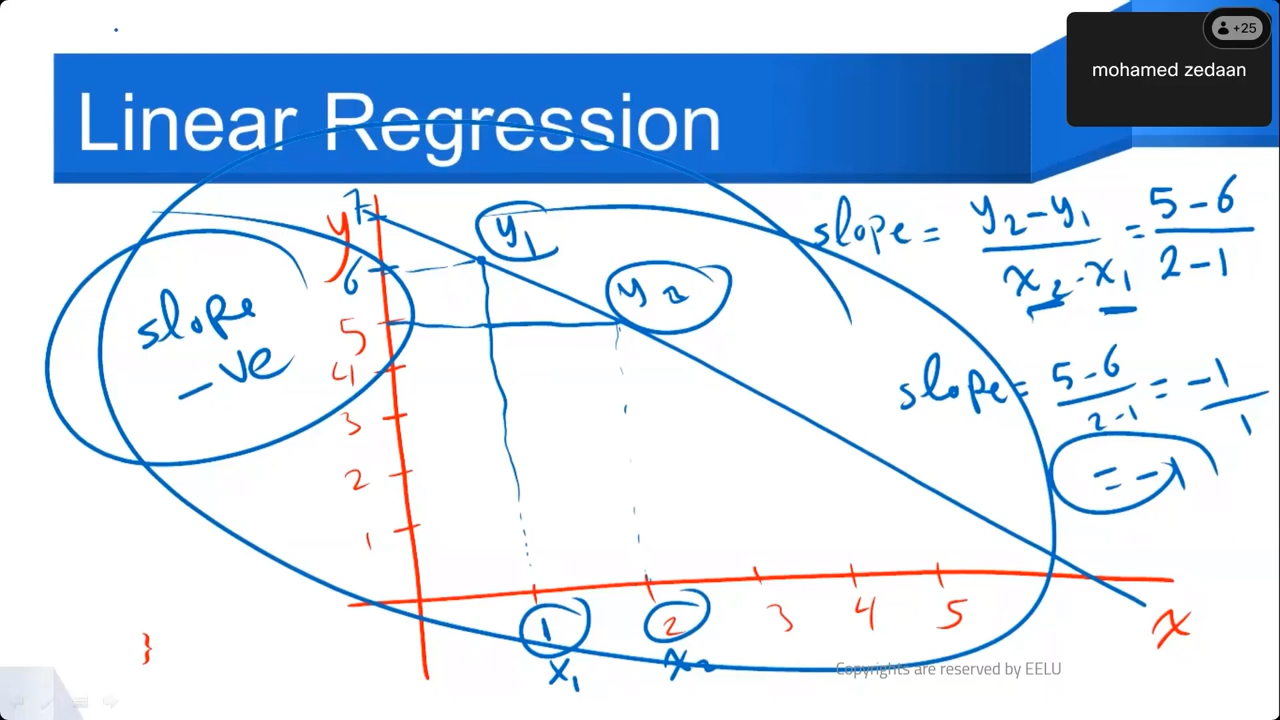 +25
mohamed zedaan
Linear Regression
y
7
6
5
4
3
2
1
y1
y2
slope
-ve
slope = y2-y1 / x2-x1 = 5-6 / 2-1
slope = 5-6 / 2-1 = -1 / 1
= -1
1 2 3 4 5
x1 x2
x
Copyrights are reserved by EELU